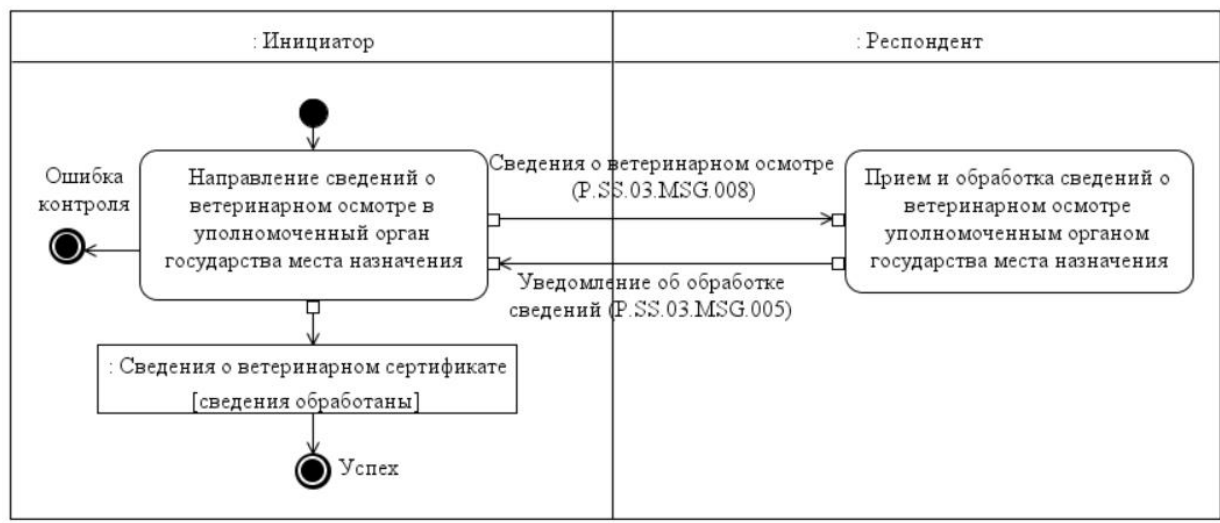 : Инициатор
: Респондент
Ошибка
контроля
Направление сведений о
ветеринарном осмотре в
уполномоченный орган
государства места назначения
Сведения о ветеринарном осмотре
(P.SS.03.MSG.008)
Прием и обработка сведений о
ветеринарном осмотре
уполномоченным органом
государства места назначения
Уведомление об обработке
сведений (P.SS.03.MSG.005)
: Сведения о ветеринарном сертификате
[сведения обработаны]
Успех